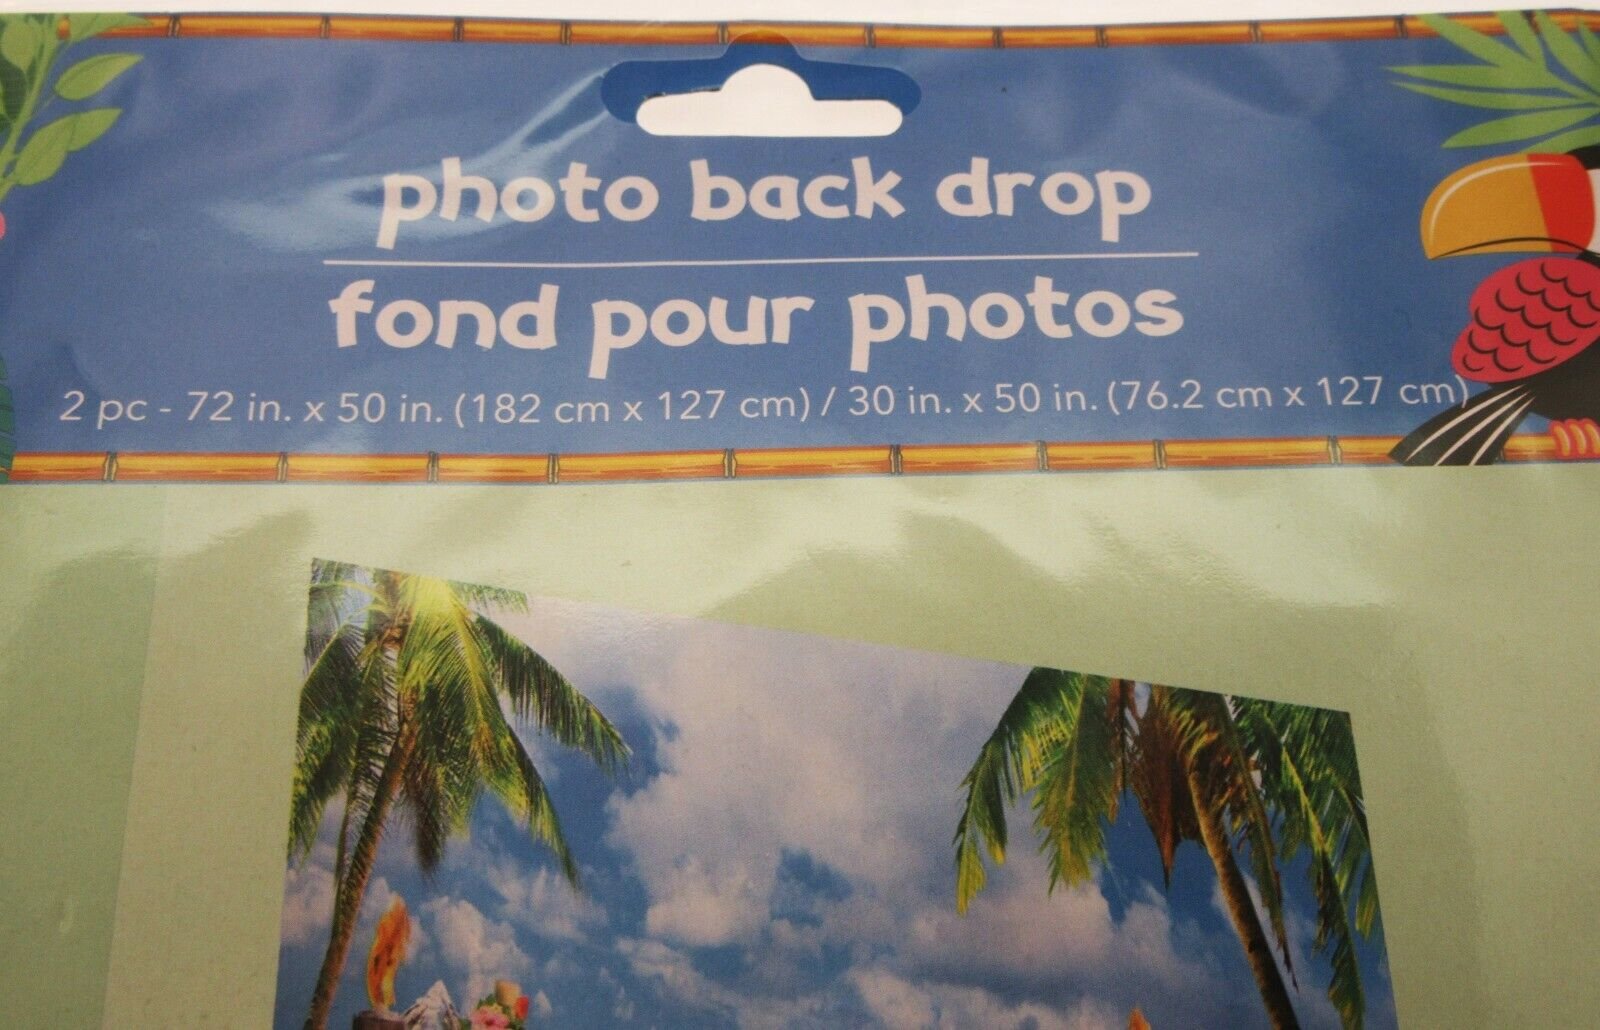 photo back drop
fond pour photos
2 pc - 72 in. x 50 in. (182 cm x 127 cm) / 30 in. x 50 in. (76.2 cm x 127 cm)